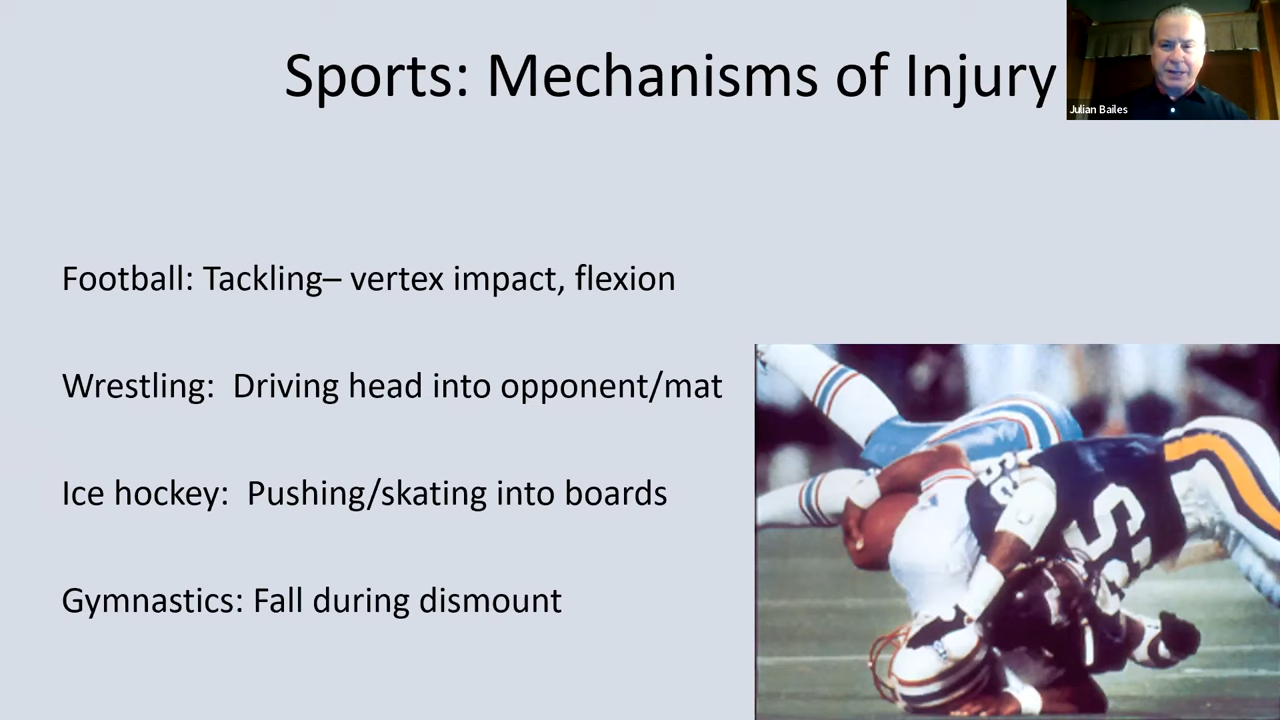 Sports: Mechanisms of Injury
Julian Bailes
Football: Tackling– vertex impact, flexion
Wrestling:  Driving head into opponent/mat
Ice hockey:  Pushing/skating into boards
Gymnastics: Fall during dismount